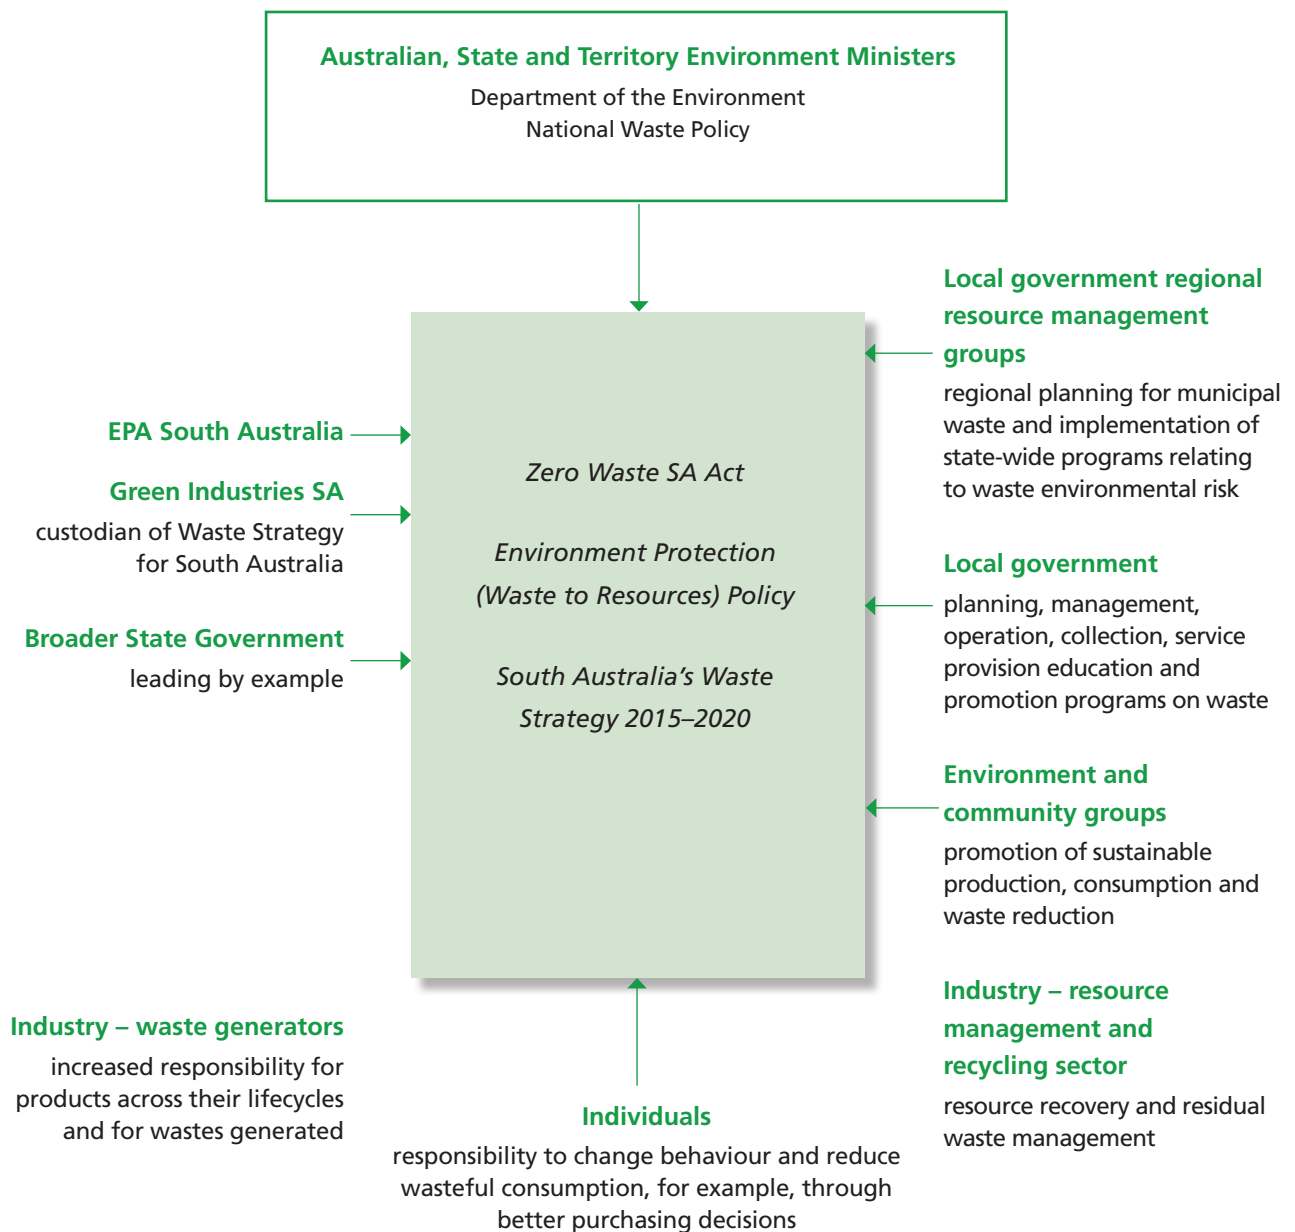 Australian, State and Territory Environment Ministers
Department of the Environment
National Waste Policy
EPA South Australia
Green Industries SA
custodian of Waste Strategy
for South Australia
Broader State Government
leading by example
Zero Waste SA Act
Environment Protection
(Waste to Resources) Policy
South Australia’s Waste
Strategy 2015–2020
Local government regional
resource management
groups
regional planning for municipal
waste and implementation of
state-wide programs relating
to waste environmental risk
Local government
planning, management,
operation, collection, service
provision education and
promotion programs on waste
Environment and
community groups
promotion of sustainable
production, consumption and
waste reduction
Industry – waste generators
increased responsibility for
products across their lifecycles
and for wastes generated
Individuals
responsibility to change behaviour and reduce
wasteful consumption, for example, through
better purchasing decisions
Industry – resource
management and
recycling sector
resource recovery and residual
waste management